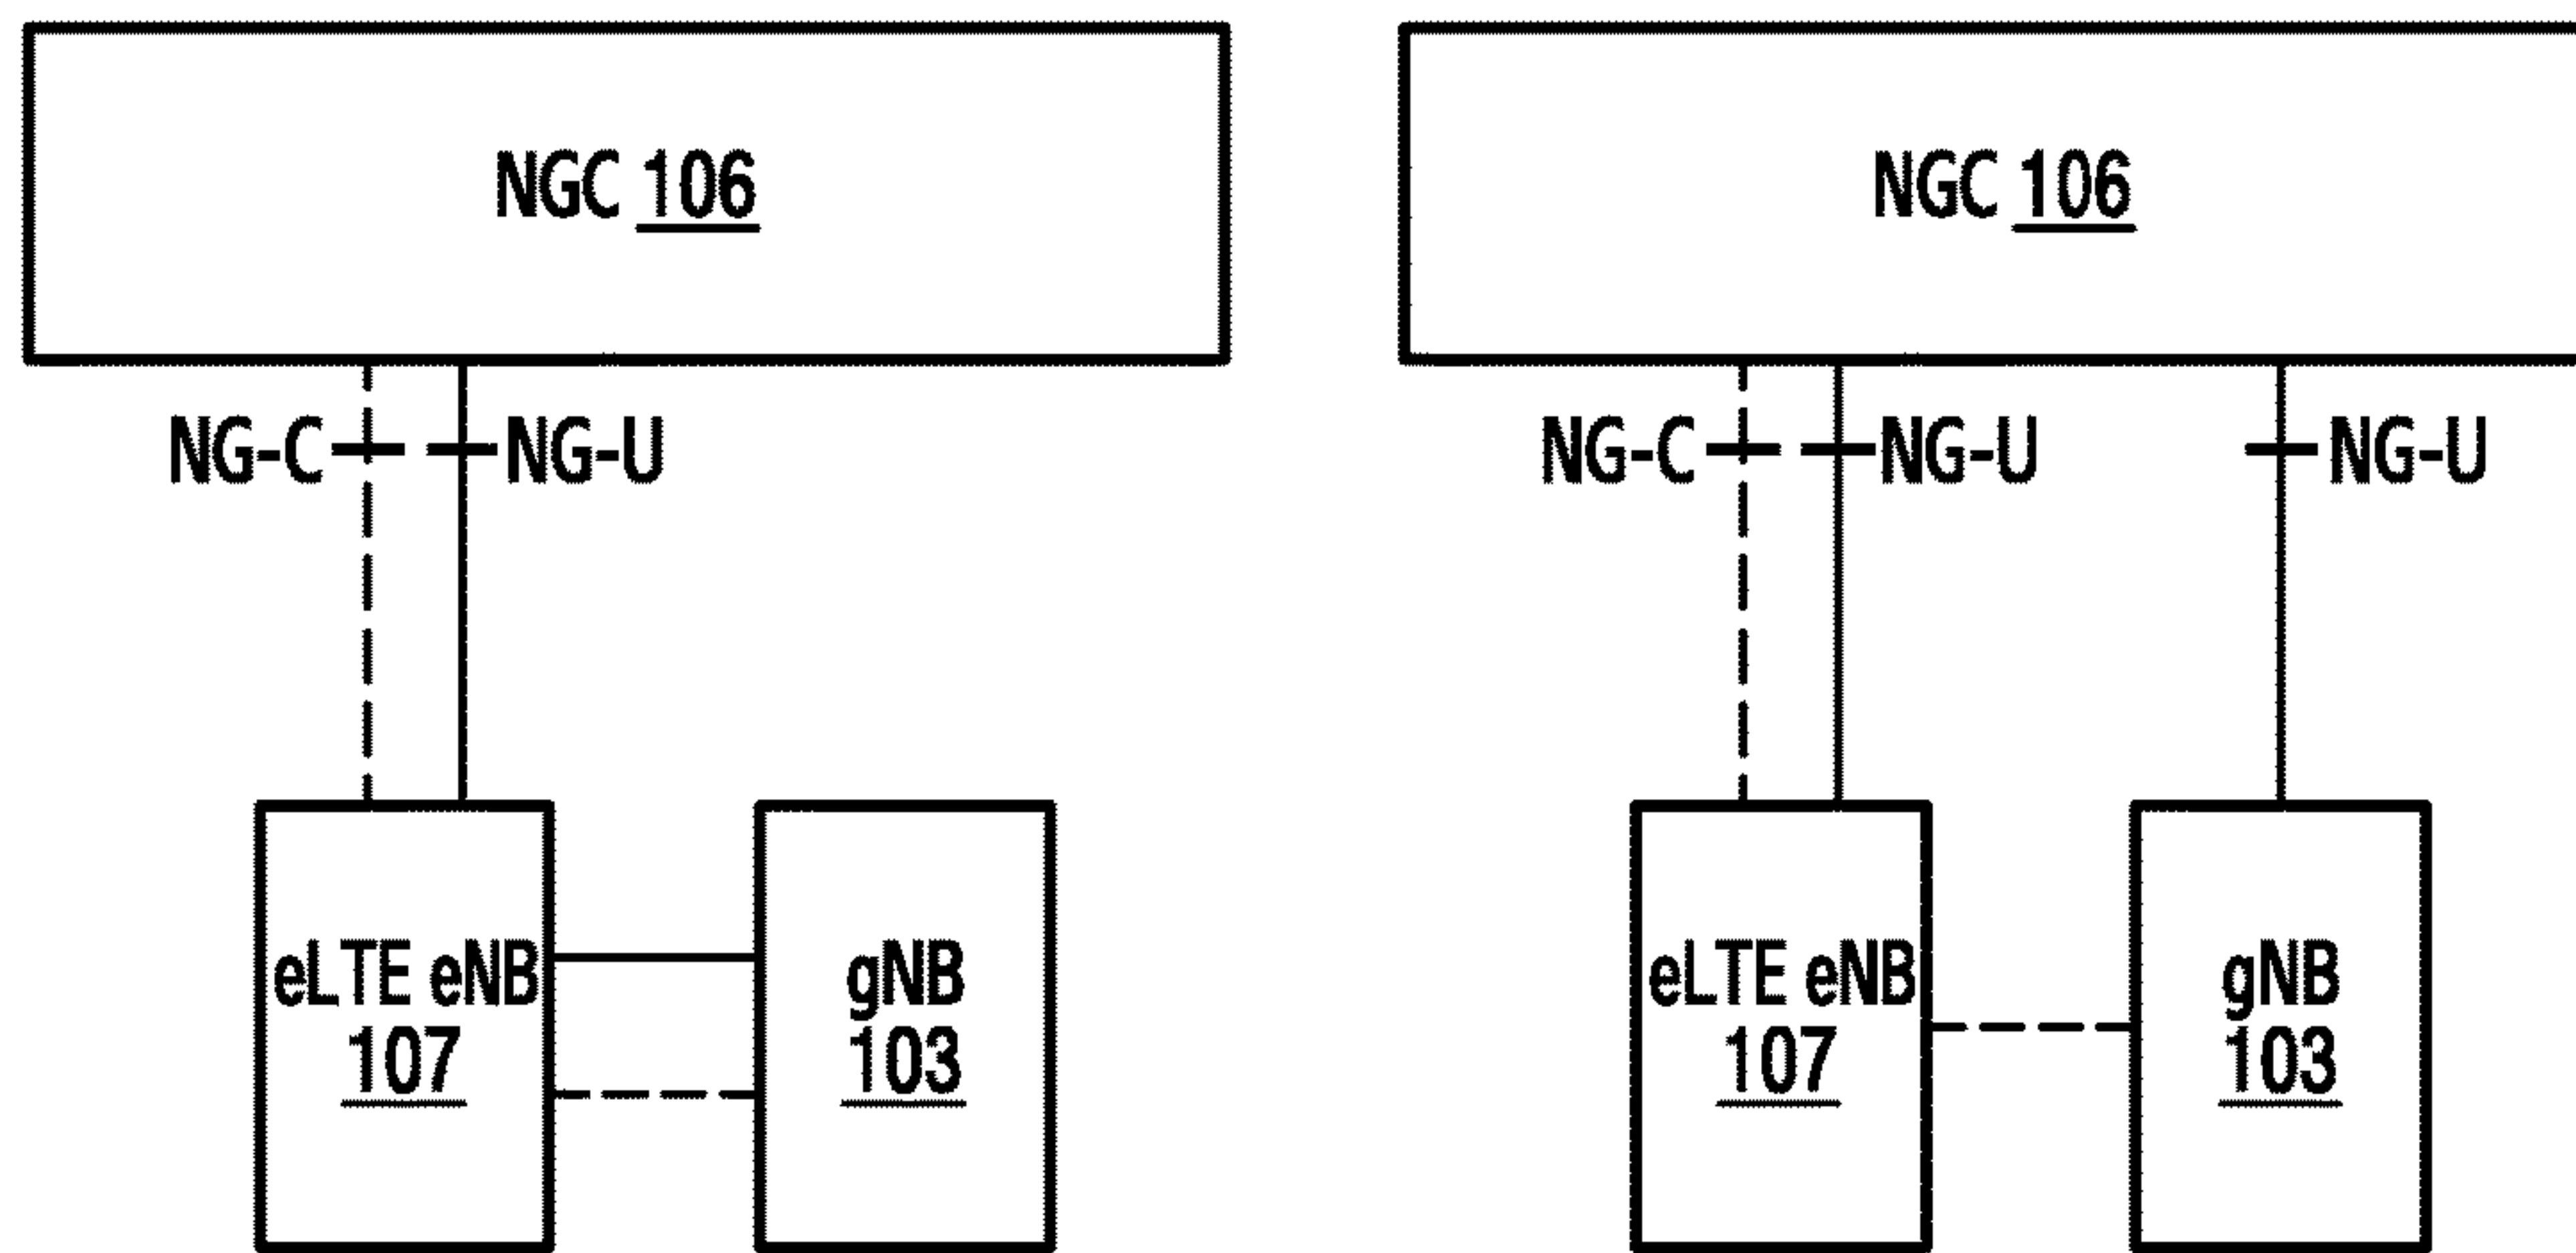 NGC 106
NG-C
NG-U
eLTE eNB
107
gNB
103
NGC 106
NG-C
NG-U
NG-U
eLTE eNB
107
gNB
103